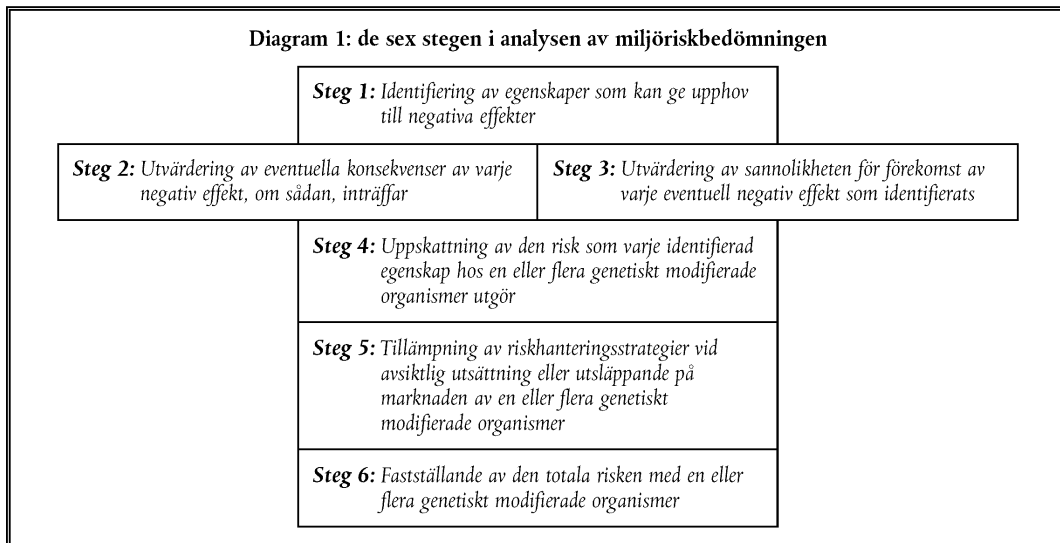 Diagram 1: de sex stegen i analysen av miljöriskbedömningen
Steg 1: Identifiering av egenskaper som kan ge upphov
till negativa effekter
Steg 2: Utvärdering av eventuella konsekvenser av varje
negativ effekt, om sådan, inträffar
Steg 3: Utvärdering av sannolikheten för förekomst av
varje eventuell negativ effekt som identifierats
Steg 4: Uppskattning av den risk som varje identifierad
egenskap hos en eller flera genetiskt modifierade
organismer utgör
Steg 5: Tillämpning av riskhanteringsstrategier vid
avsiktlig utsättning eller utsläppande på
marknaden av en eller flera genetiskt
modifierade organismer
Steg 6: Fastställande av den totala risken med en eller
flera genetiskt modifierade organismer